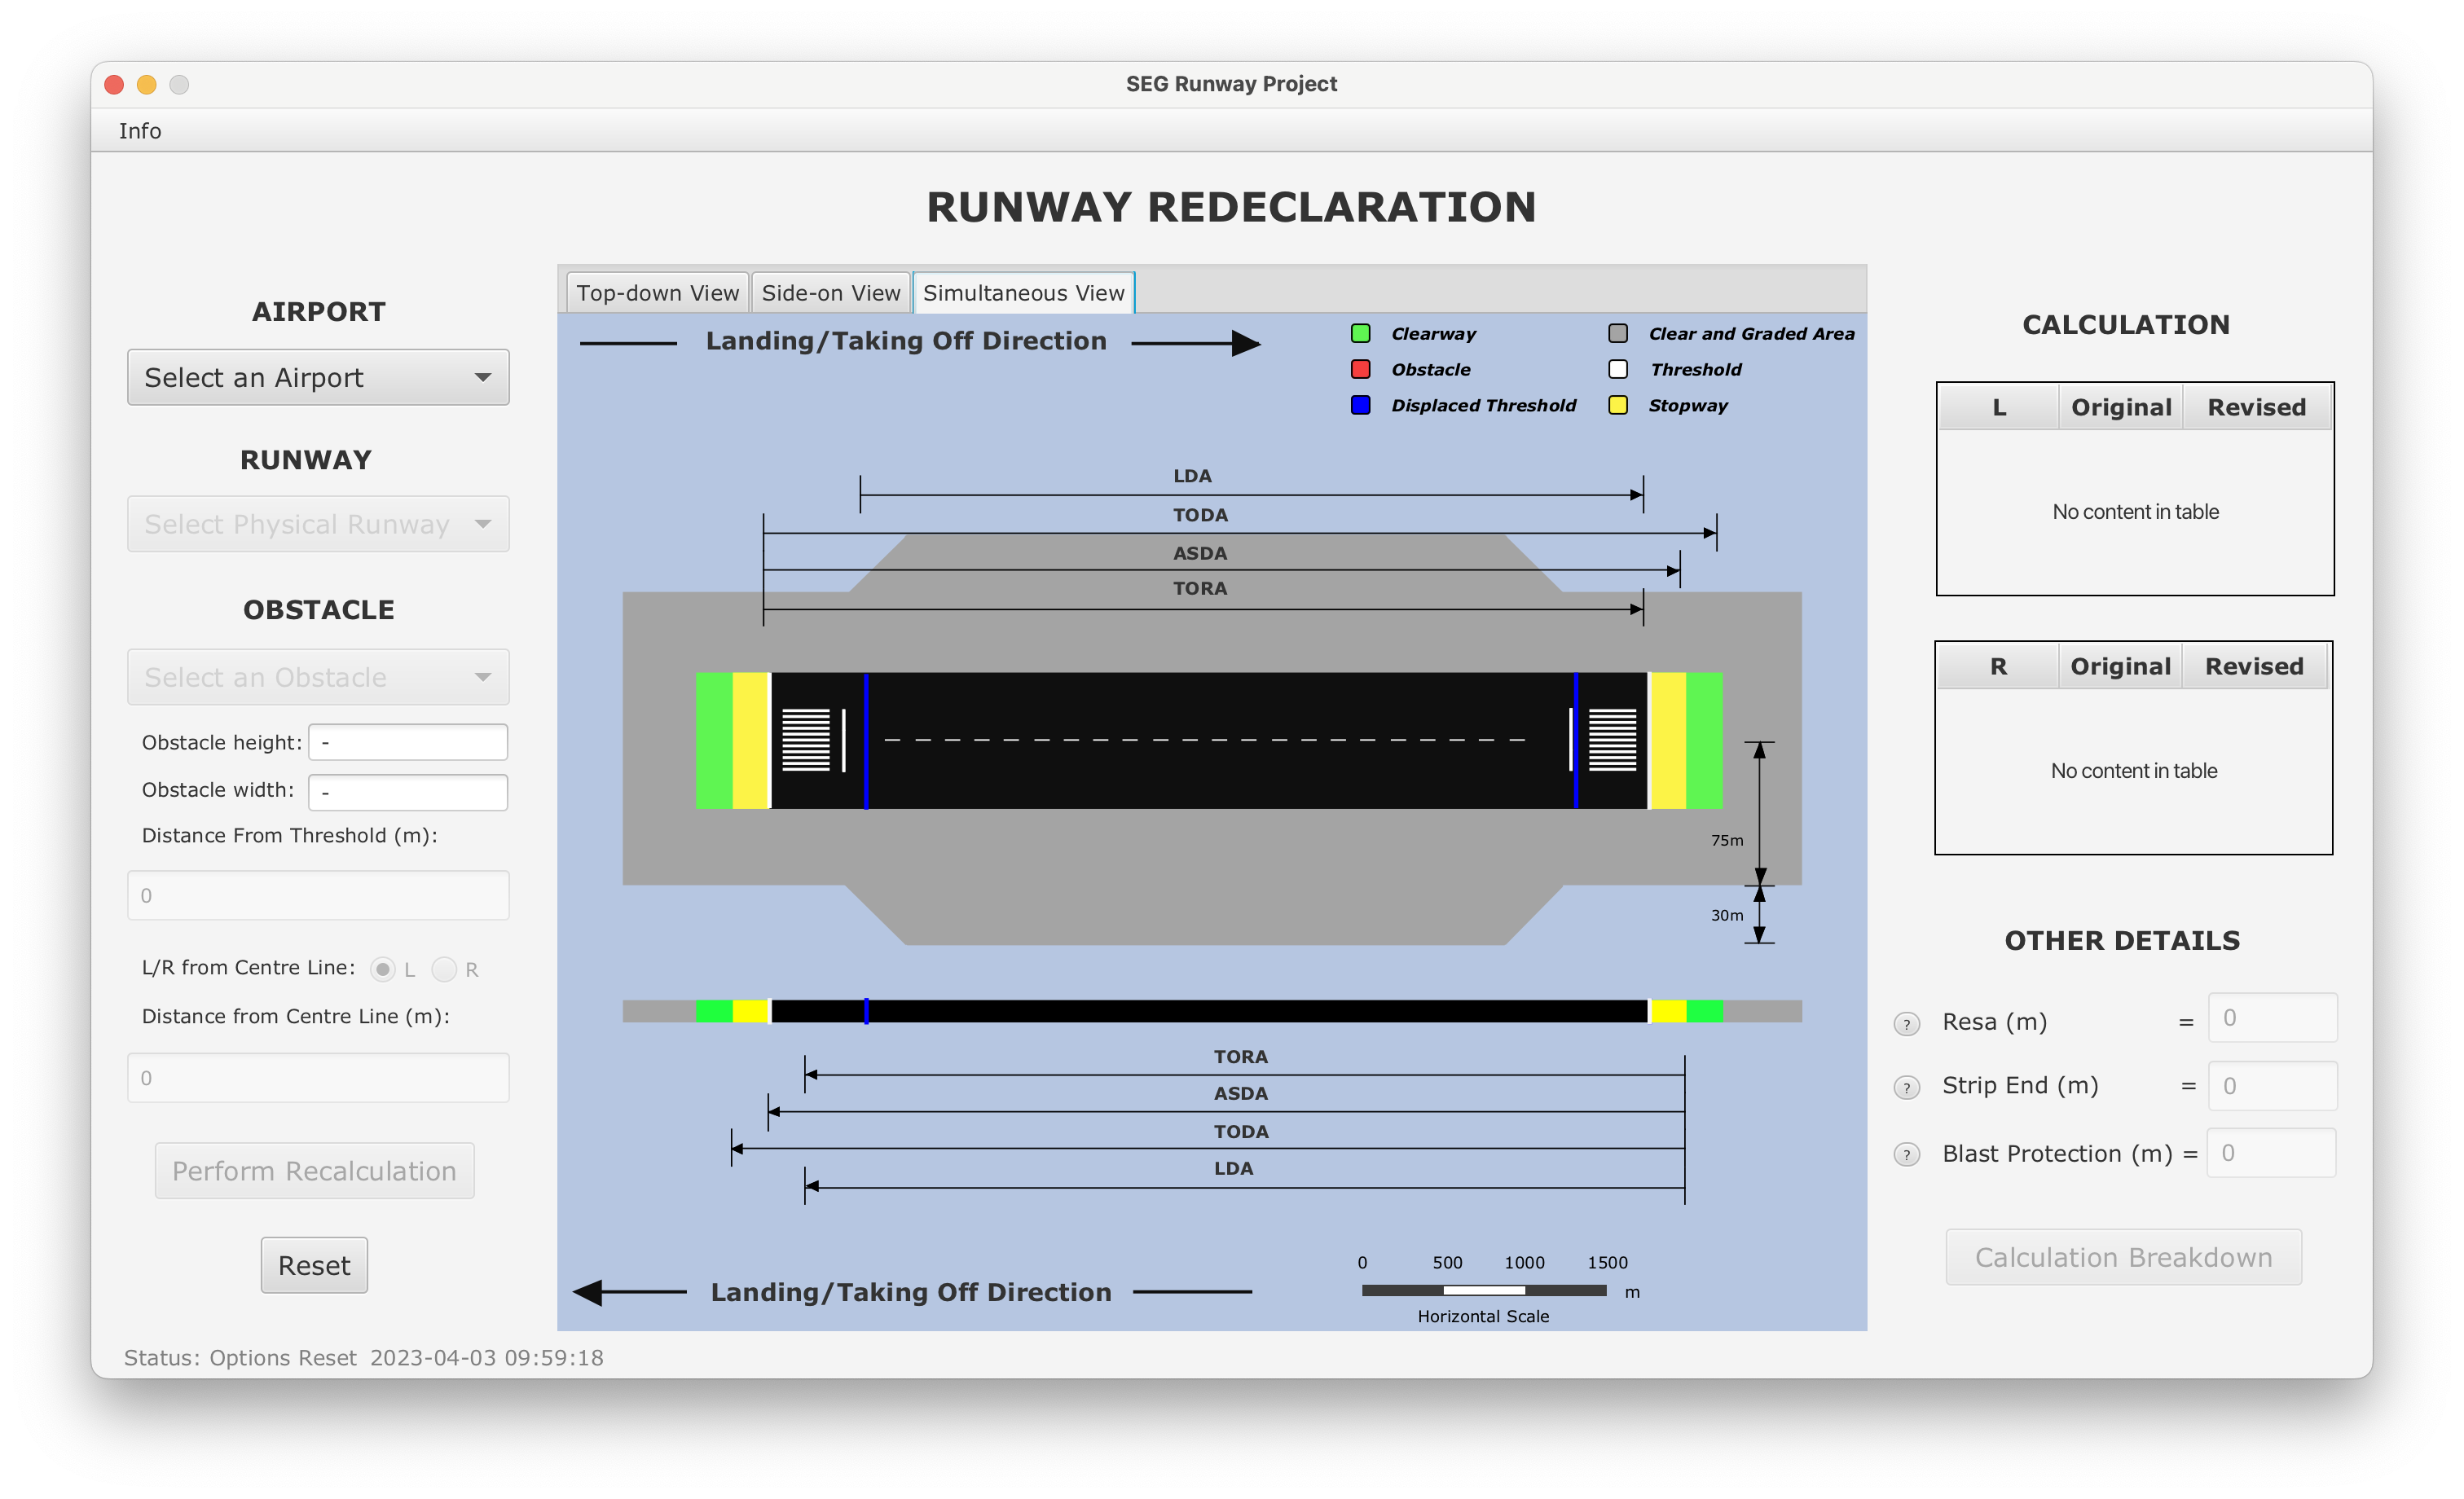 SEG Runway Project
Info
RUNWAY REDECLARATION
AIRPORT
Select an Airport
RUNWAY
Select Physical Runway
OBSTACLE
Select an Obstacle
Obstacle height: -
Obstacle width: -
Distance From Threshold (m):
0
L/R from Centre Line: L R
Distance from Centre Line (m):
0
Perform Recalculation
Reset
Status: Options Reset 2023-04-03 09:59:18
Top-down View Side-on View Simultaneous View
Landing/Taking Off Direction
Clearway Clear and Graded Area
Obstacle Threshold
Displaced Threshold Stopway
LDA
TODA
ASDA
TORA
75m
30m
TORA
ASDA
TODA
LDA
Landing/Taking Off Direction
0 500 1000 1500
m
Horizontal Scale
CALCULATION
L Original Revised
No content in table
R Original Revised
No content in table
OTHER DETAILS
? Resa (m) = 0
? Strip End (m) = 0
? Blast Protection (m) = 0
Calculation Breakdown